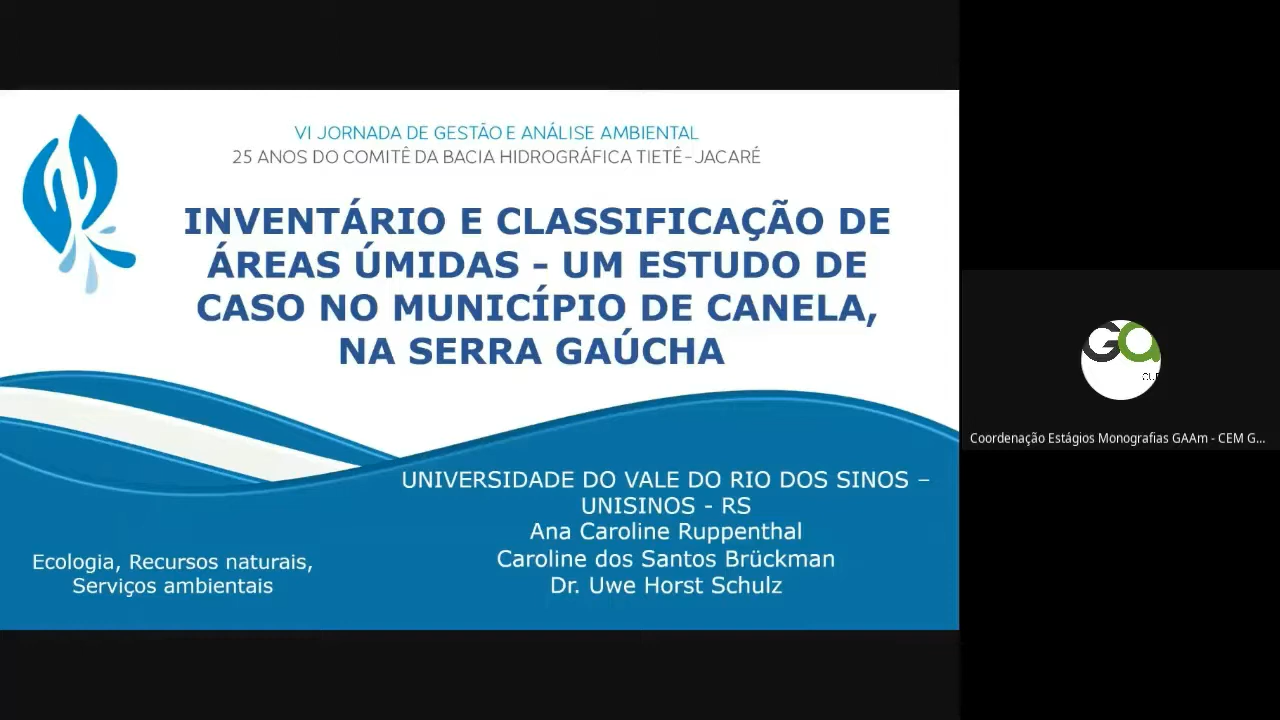 VI JORNADA DE GESTÃO E ANÁLISE AMBIENTAL
25 ANOS DO COMITÊ DA BACIA HIDROGRÁFICA TIETÊ-JACARÉ
INVENTÁRIO E CLASSIFICAÇÃO DE
ÁREAS ÚMIDAS - UM ESTUDO DE
CASO NO MUNICÍPIO DE CANELA,
NA SERRA GAÚCHA
UNIVERSIDADE DO VALE DO RIO DOS SINOS –
UNISINOS - RS
Ana Caroline Ruppenthal
Caroline dos Santos Brückman
Dr. Uwe Horst Schulz
Ecologia, Recursos naturais,
Serviços ambientais
Coordenação Estágios Monografias GAAm - CEM G...